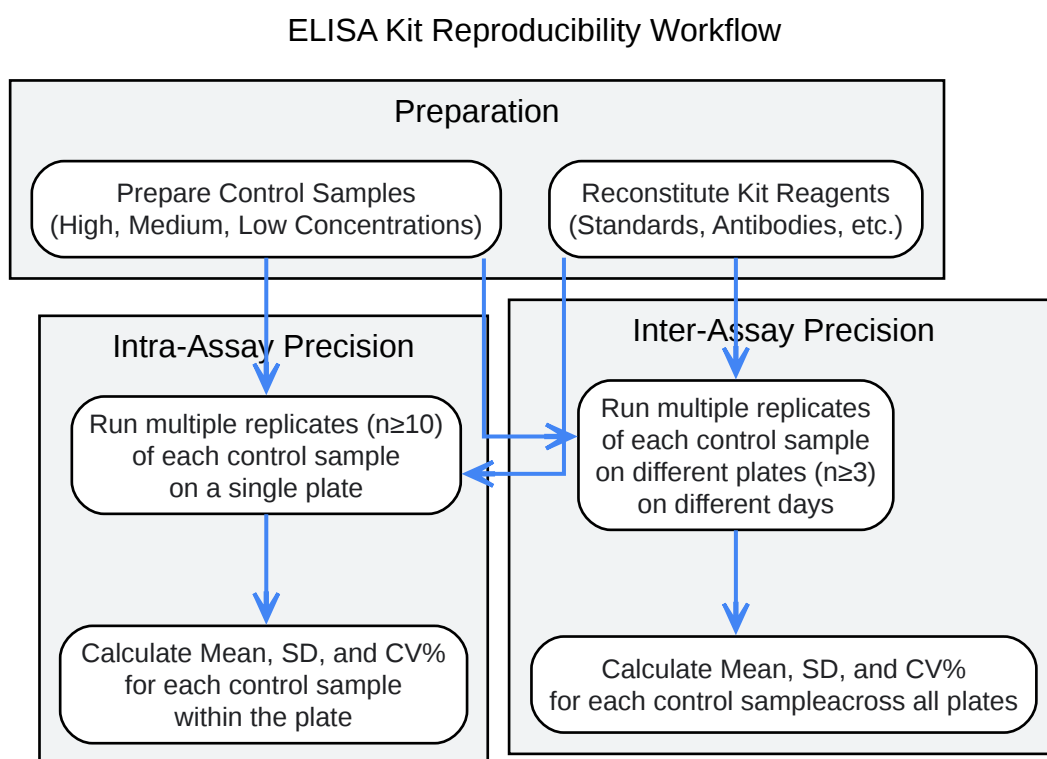 ELISA Kit Reproducibility Workflow
Preparation
Prepare Control Samples
(High, Medium, Low Concentrations)
Reconstitute Kit Reagents
(Standards, Antibodies, etc.)
Intra-Assay Precision
Run multiple replicates (n≥10)
of each control sample
on a single plate
Calculate Mean, SD, and CV%
for each control sample
within the plate
Inter-Assay Precision
Run multiple replicates
of each control sample
on different plates (n≥3)
on different days
Calculate Mean, SD, and CV%
for each control sampleacross all plates